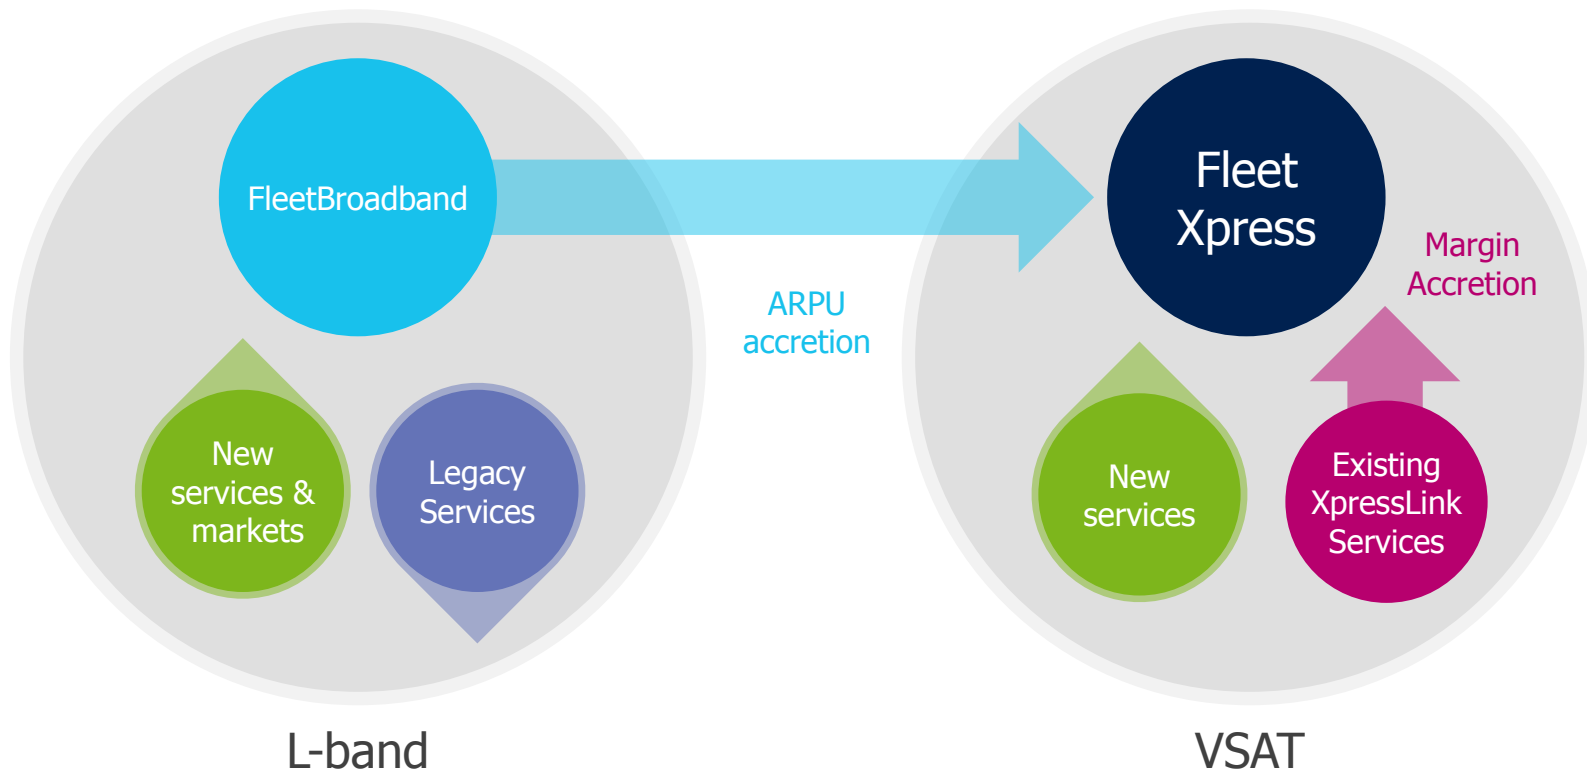 FleetBroadband
New
services &
markets
Legacy
Services
L-band
ARPU
accretion
Fleet
Xpress
Margin
Accretion
New
services
Existing
XpressLink
Services
VSAT